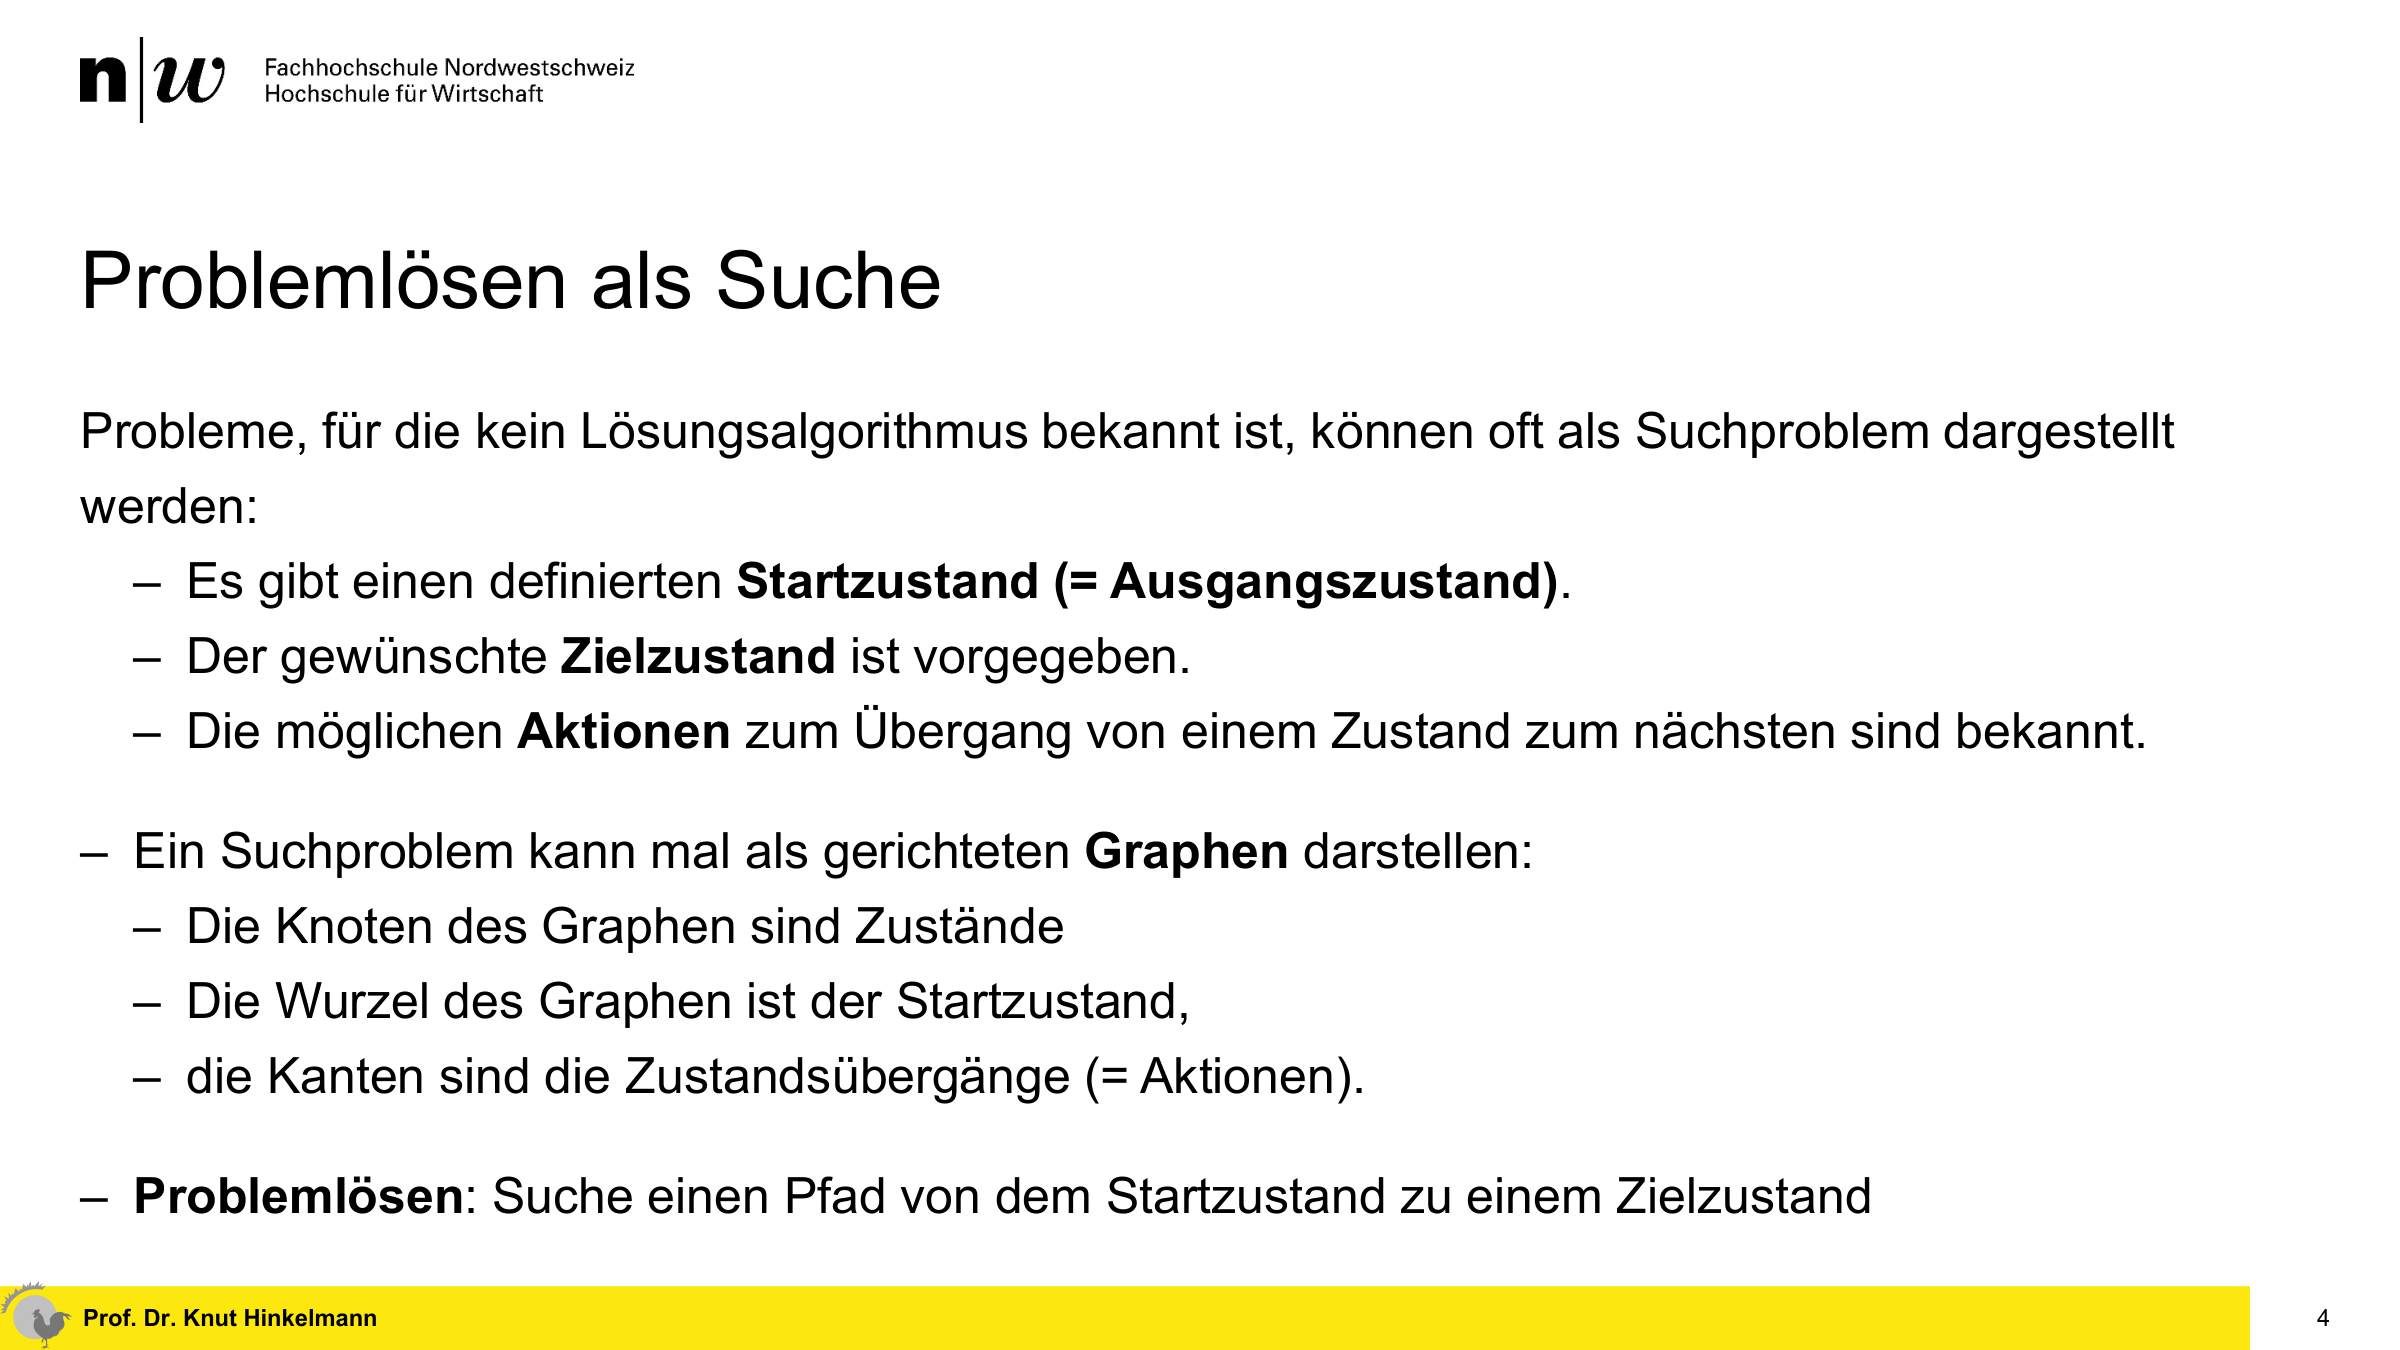 n|w Fachhochschule Nordwestschweiz
Hochschule für Wirtschaft
Problemlösen als Suche
Probleme, für die kein Lösungsalgorithmus bekannt ist, können oft als Suchproblem dargestellt
werden:
– Es gibt einen definierten Startzustand (= Ausgangszustand).
– Der gewünschte Zielzustand ist vorgegeben.
– Die möglichen Aktionen zum Übergang von einem Zustand zum nächsten sind bekannt.
– Ein Suchproblem kann mal als gerichteten Graphen darstellen:
– Die Knoten des Graphen sind Zustände
– Die Wurzel des Graphen ist der Startzustand,
– die Kanten sind die Zustandsübergänge (= Aktionen).
– Problemlösen: Suche einen Pfad von dem Startzustand zu einem Zielzustand
Prof. Dr. Knut Hinkelmann
4